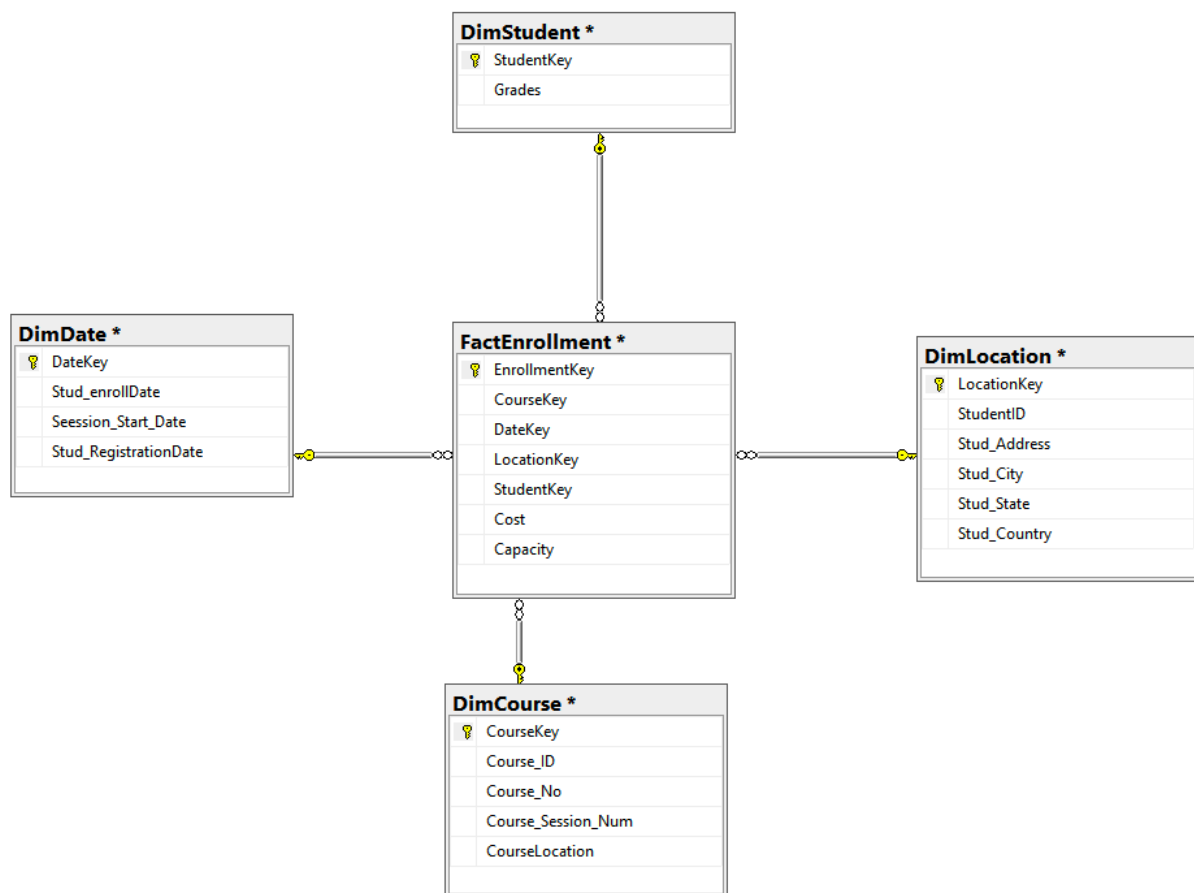 DimStudent *
StudentKey
Grades
DimDate *
DateKey
Stud_enrollDate
Seession_Start_Date
Stud_RegistrationDate
FactEnrollment *
EnrollmentKey
CourseKey
DateKey
LocationKey
StudentKey
Cost
Capacity
DimLocation *
LocationKey
StudentID
Stud_Address
Stud_City
Stud_State
Stud_Country
DimCourse *
CourseKey
Course_ID
Course_No
Course_Session_Num
CourseLocation